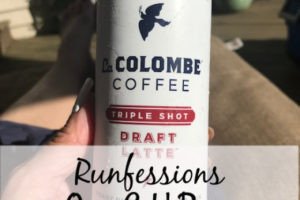 La COLOMBE
COFFEE
TRIPLE SHOT
DRAFT
LATTE
Runfessions